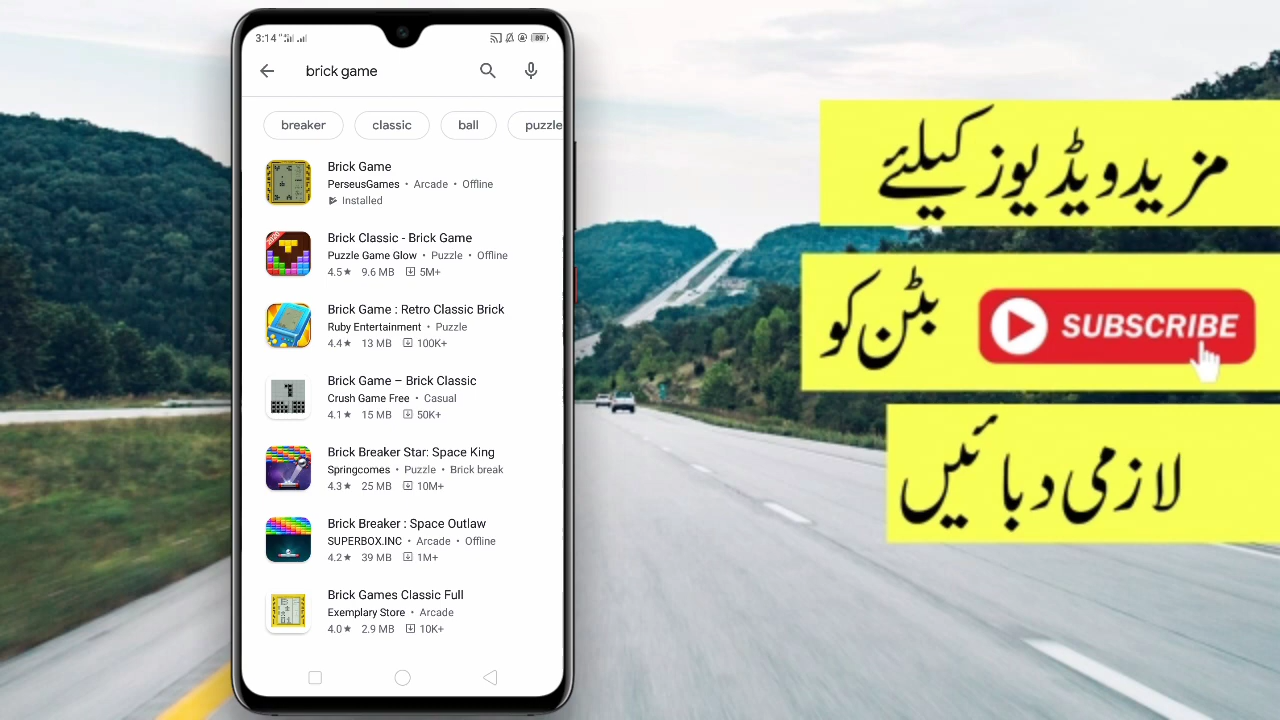 3:14
89
brick game
breaker
classic
ball
puzzle
Brick Game
PerseusGames • Arcade • Offline
Installed
2020
Brick Classic - Brick Game
Puzzle Game Glow • Puzzle • Offline
4.5★ 9.6 MB 5M+
Brick Game : Retro Classic Brick
Ruby Entertainment • Puzzle
4.4★ 13 MB 100K+
Brick Game – Brick Classic
Crush Game Free • Casual
4.1★ 15 MB 50K+
Brick Breaker Star: Space King
Springcomes • Puzzle • Brick break
4.3★ 25 MB 10M+
Brick Breaker : Space Outlaw
SUPERBOX.INC • Arcade • Offline
4.2★ 39 MB 1M+
Brick Games Classic Full
Exemplary Store • Arcade
4.0★ 2.9 MB 10K+
مزید ویڈیوز کیلئے
SUBSCRIBE بٹن کو
لازمی دبائیں